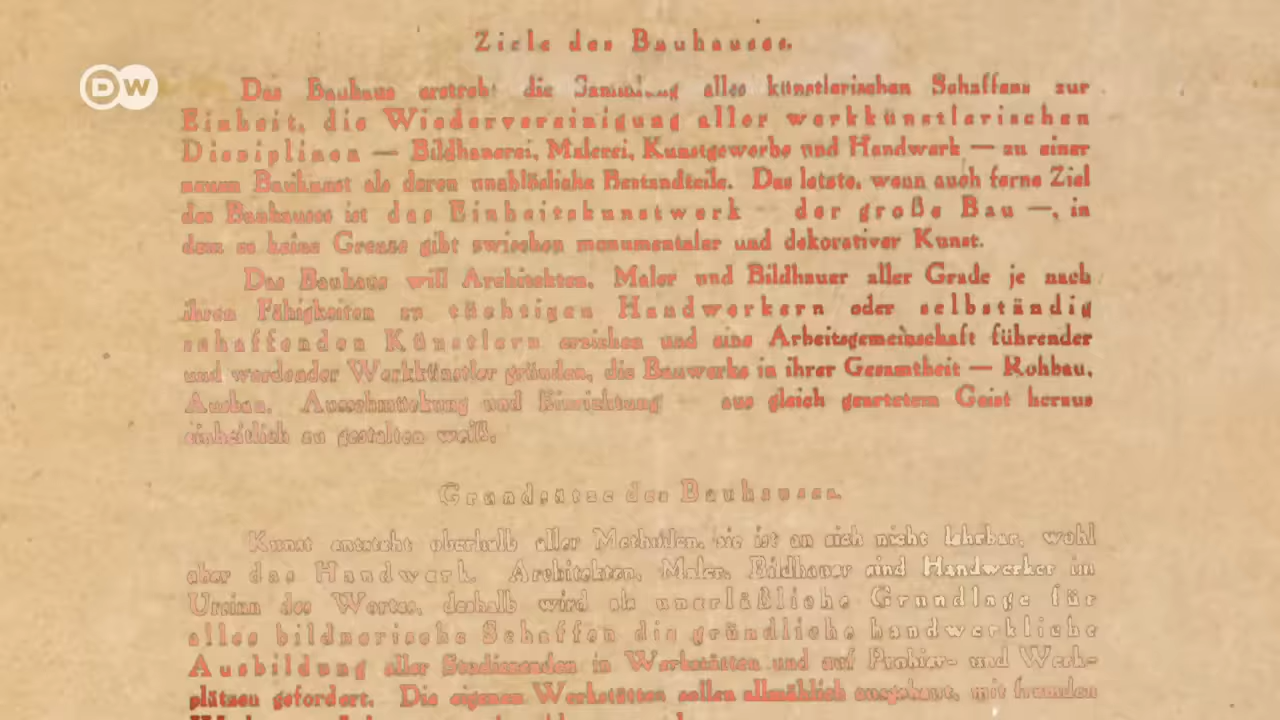 DW
Ziele des Bauhauses.
Das Bauhaus erstrebt die Sammlung alles künstlerischen Schaffens zur
Einheit, die Wiedervereinigung aller werkkünstlerischen
Disziplinen — Bildhauerei, Malerei, Kunstgewerbe und Handwerk — zu einer
neuen Baukunst als deren unablösliche Bestandteile. Das letzte, wenn auch ferne Ziel
des Bauhauses ist das Einheitskunstwerk — der große Bau —, in
dem es keine Grenze gibt zwischen monumentaler und dekorativer Kunst.
Das Bauhaus will Architekten, Maler und Bildhauer aller Grade je nach
ihren Fähigkeiten zu tüchtigen Handwerkern oder selbständig
schaffenden Künstlern erziehen und eine Arbeitsgemeinschaft führender
und werdender Werkkünstler gründen, die Bauwerke in ihrer Gesamtheit — Rohbau,
Ausbau, Ausschmückung und Einrichtung — aus gleich geartetem Geist heraus
einheitlich zu gestalten weiß.
Grundsätze des Bauhauses.
Kunst entsteht oberhalb aller Methoden, sie ist an sich nicht lehrbar, wohl
aber das Handwerk. Architekten, Maler, Bildhauer sind Handwerker im
Ursinn des Wortes, deshalb wird als unerläßliche Grundlage für
alles bildnerische Schaffen die gründliche handwerkliche
Ausbildung aller Studierenden in Werkstätten und auf Probier- und Werk-
plätzen gefordert. Die eigenen Werkstätten sollen allmählich ausgebaut, mit fremden